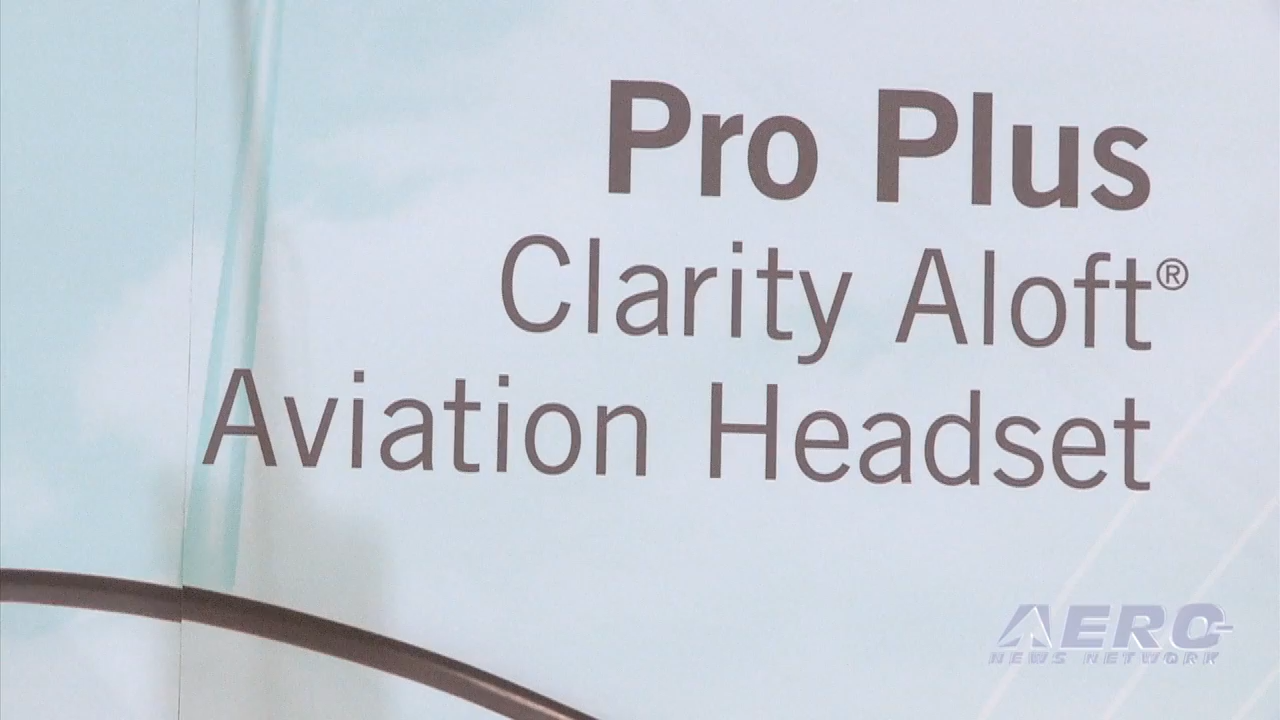 Pro Plus
Clarity Aloft®
Aviation Headset
AERO
NEWS NETWORK